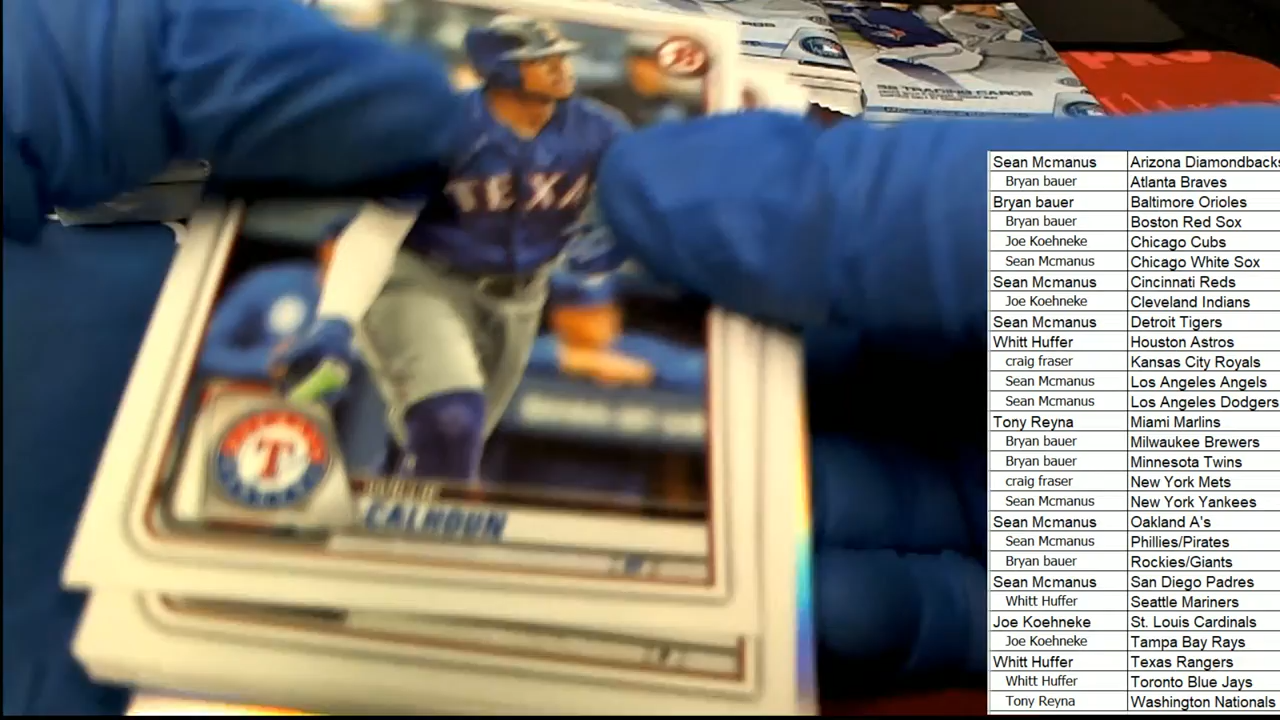 CARDS
38 TRADING CARDS
PRO
TEXA
T
CALHOUN
Sean Mcmanus Arizona Diamondbacks
Bryan bauer Atlanta Braves
Bryan bauer Baltimore Orioles
Bryan bauer Boston Red Sox
Joe Koehneke Chicago Cubs
Sean Mcmanus Chicago White Sox
Sean Mcmanus Cincinnati Reds
Joe Koehneke Cleveland Indians
Sean Mcmanus Detroit Tigers
Whitt Huffer Houston Astros
craig fraser Kansas City Royals
Sean Mcmanus Los Angeles Angels
Sean Mcmanus Los Angeles Dodgers
Tony Reyna Miami Marlins
Bryan bauer Milwaukee Brewers
Bryan bauer Minnesota Twins
craig fraser New York Mets
Sean Mcmanus New York Yankees
Sean Mcmanus Oakland A's
Sean Mcmanus Phillies/Pirates
Bryan bauer Rockies/Giants
Sean Mcmanus San Diego Padres
Whitt Huffer Seattle Mariners
Joe Koehneke St. Louis Cardinals
Joe Koehneke Tampa Bay Rays
Whitt Huffer Texas Rangers
Whitt Huffer Toronto Blue Jays
Tony Reyna Washington Nationals